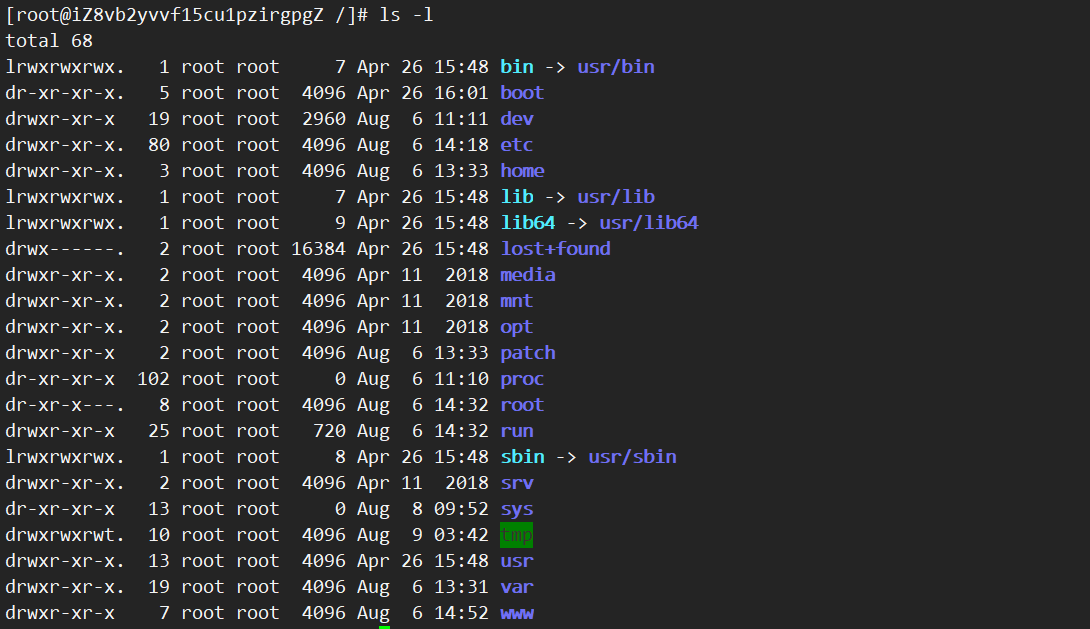 [root@iZ8vb2yvvf15cu1pzirgpgZ /]# ls -l
total 68
lrwxrwxrwx.   1 root root     7 Apr 26 15:48 bin -> usr/bin
dr-xr-xr-x.   5 root root  4096 Apr 26 16:01 boot
drwxr-xr-x   19 root root  2960 Aug  6 11:11 dev
drwxr-xr-x.  80 root root  4096 Aug  6 14:18 etc
drwxr-xr-x.   3 root root  4096 Aug  6 13:33 home
lrwxrwxrwx.   1 root root     7 Apr 26 15:48 lib -> usr/lib
lrwxrwxrwx.   1 root root     9 Apr 26 15:48 lib64 -> usr/lib64
drwx------.   2 root root 16384 Apr 26 15:48 lost+found
drwxr-xr-x.   2 root root  4096 Apr 11  2018 media
drwxr-xr-x.   2 root root  4096 Apr 11  2018 mnt
drwxr-xr-x.   2 root root  4096 Apr 11  2018 opt
drwxr-xr-x    2 root root  4096 Aug  6 13:33 patch
dr-xr-xr-x  102 root root     0 Aug  6 11:10 proc
dr-xr-x---.   8 root root  4096 Aug  6 14:32 root
drwxr-xr-x   25 root root   720 Aug  6 14:32 run
lrwxrwxrwx.   1 root root     8 Apr 26 15:48 sbin -> usr/sbin
drwxr-xr-x.   2 root root  4096 Apr 11  2018 srv
dr-xr-xr-x   13 root root     0 Aug  8 09:52 sys
drwxrwxrwt.  10 root root  4096 Aug  9 03:42 tmp
drwxr-xr-x.  13 root root  4096 Apr 26 15:48 usr
drwxr-xr-x.  19 root root  4096 Aug  6 13:31 var
drwxr-xr-x    7 root root  4096 Aug  6 14:52 www